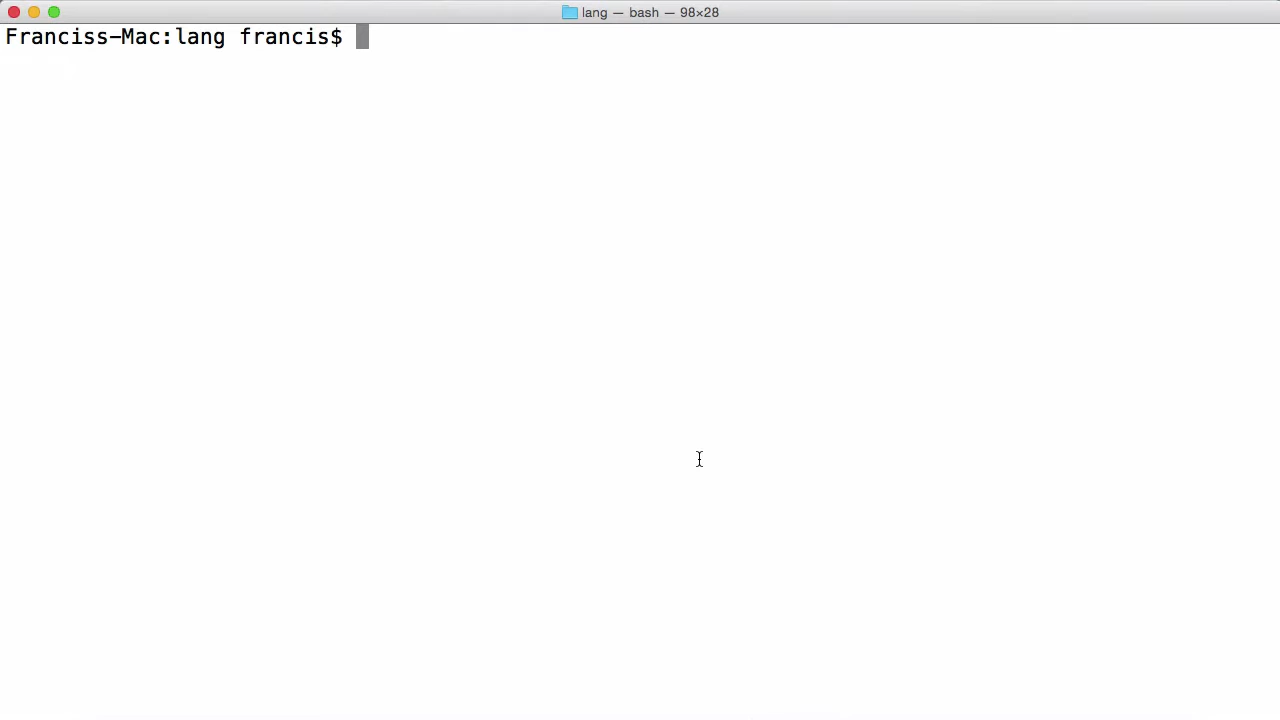 lang — bash — 98×28
Franciss-Mac:lang francis$